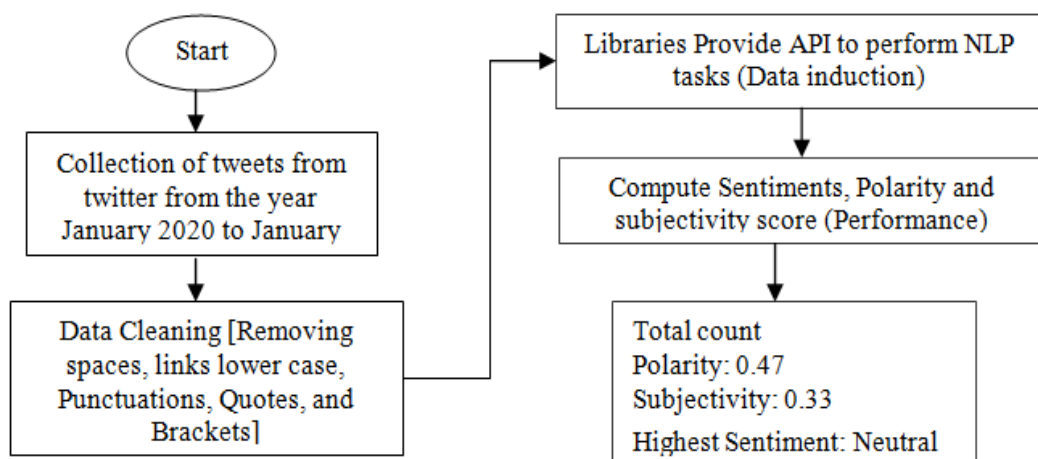 Start
Collection of tweets from
twitter from the year
January 2020 to January
Data Cleaning [Removing
spaces, links lower case,
Punctuations, Quotes, and
Brackets]
Libraries Provide API to perform NLP
tasks (Data induction)
Compute Sentiments, Polarity and
subjectivity score (Performance)
Total count
Polarity: 0.47
Subjectivity: 0.33
Highest Sentiment: Neutral